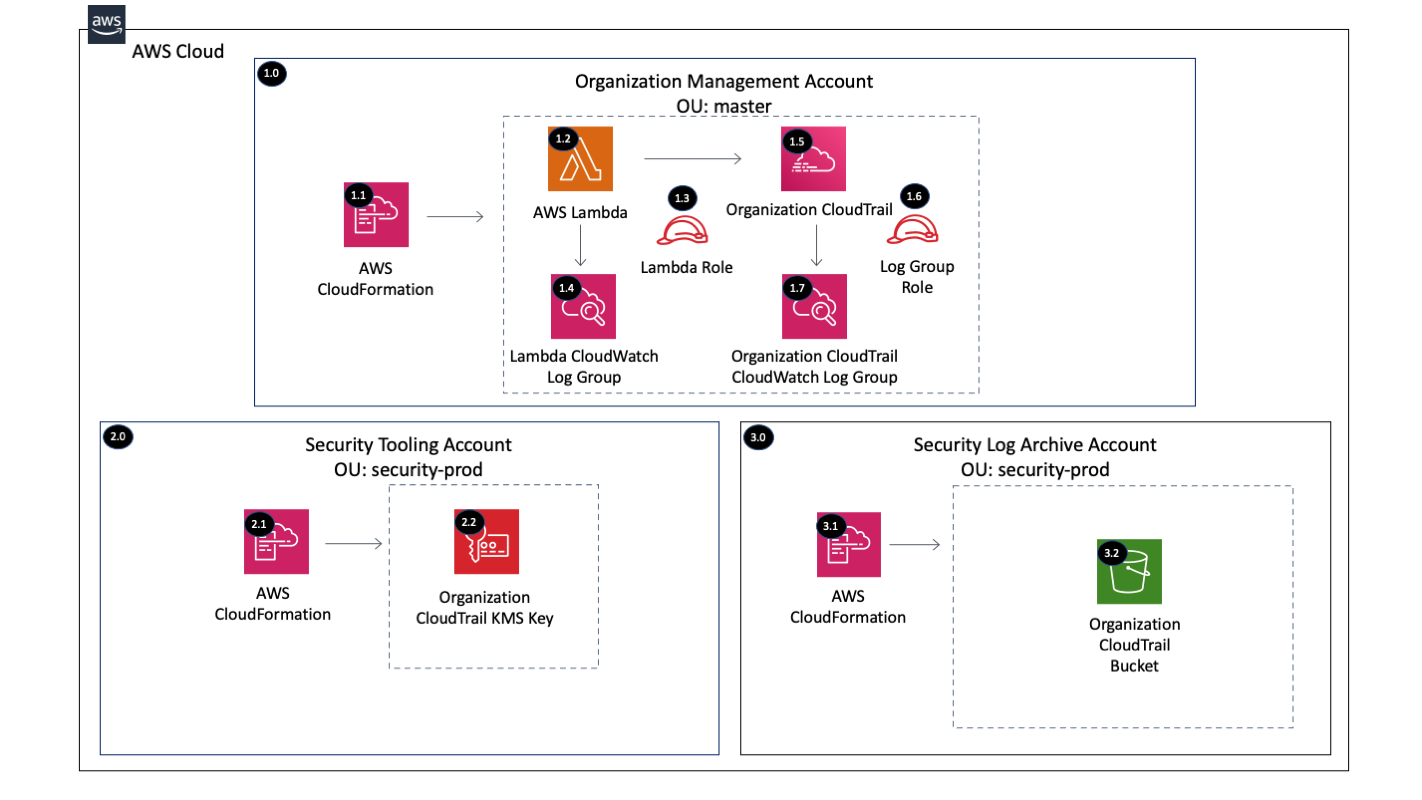 aws
AWS Cloud
1.0
Organization Management Account
OU: master
1.1
AWS
CloudFormation
1.2
AWS Lambda
1.3
Lambda Role
1.4
Lambda CloudWatch
Log Group
1.5
Organization CloudTrail
1.6
Log Group
Role
1.7
Organization CloudTrail
CloudWatch Log Group
2.0
Security Tooling Account
OU: security-prod
2.1
AWS
CloudFormation
2.2
Organization
CloudTrail KMS Key
3.0
Security Log Archive Account
OU: security-prod
3.1
AWS
CloudFormation
3.2
Organization
CloudTrail
Bucket